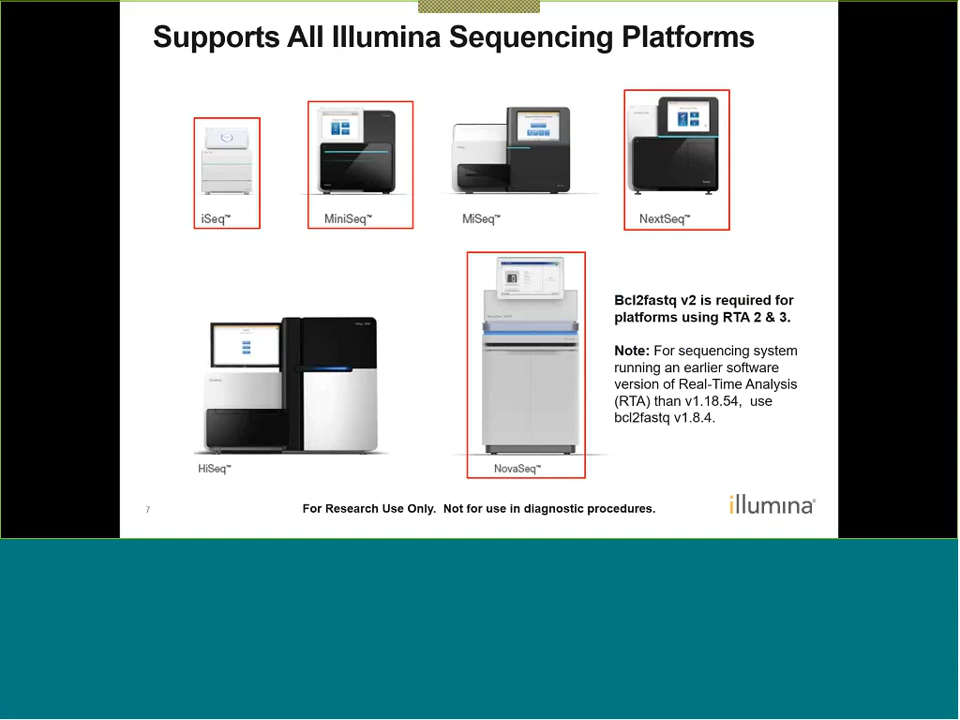 Supports All Illumina Sequencing Platforms
iSeq™
MiniSeq™
MiSeq™
NextSeq™
Bcl2fastq v2 is required for
platforms using RTA 2 & 3.
Note: For sequencing system
running an earlier software
version of Real-Time Analysis
(RTA) than v1.18.54, use
bcl2fastq v1.8.4.
HiSeq™
NovaSeq™
7
For Research Use Only. Not for use in diagnostic procedures.
illumina®